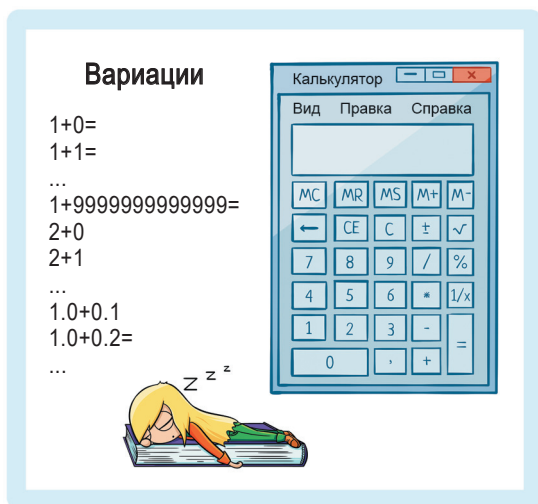 Вариации
1+0=
1+1=
...
1+9999999999999=
2+0
2+1
...
1.0+0.1
1.0+0.2=
...
z z z
Калькулятор
Вид Правка Справка
MC MR MS M+ M-
← CE C ± √
7 8 9 / %
4 5 6 * 1/x
1 2 3 - =
0 , +